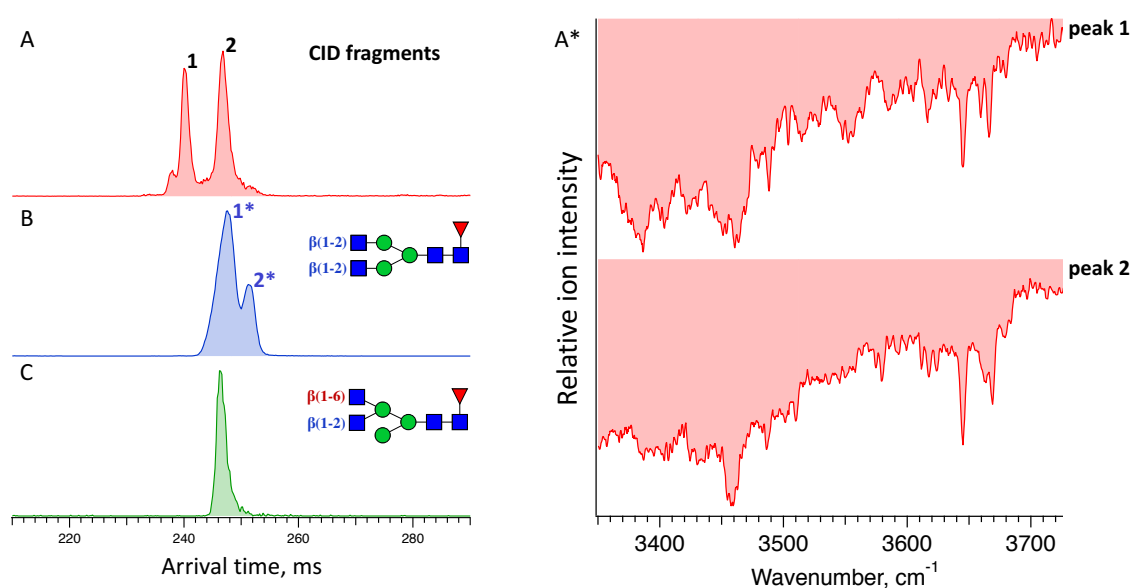 A
1
2
CID fragments
B
1*
2*
β(1-2)
β(1-2)
C
β(1-6)
β(1-2)
220
240
260
280
Arrival time, ms
A*
peak 1
peak 2
Relative ion intensity
3400
3500
3600
3700
Wavenumber, cm⁻¹